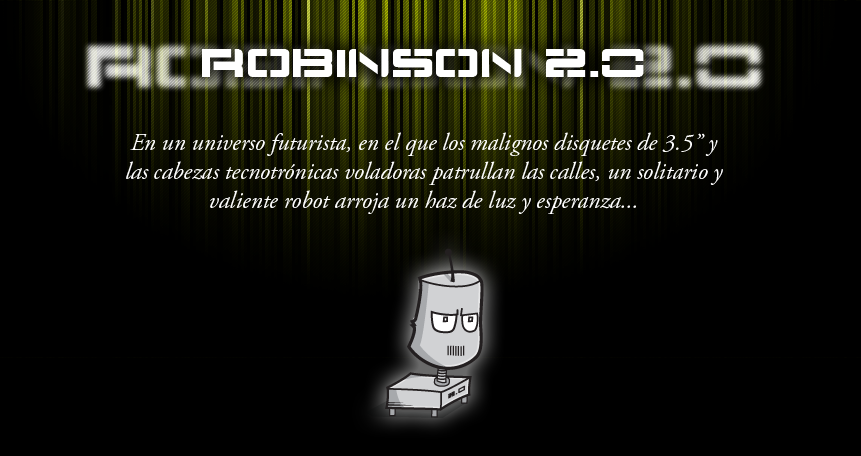 ROBINSON 2.0
En un universo futurista, en el que los malignos disquetes de 3.5” y
las cabezas tecnotrónicas voladoras patrullan las calles, un solitario y
valiente robot arroja un haz de luz y esperanza...